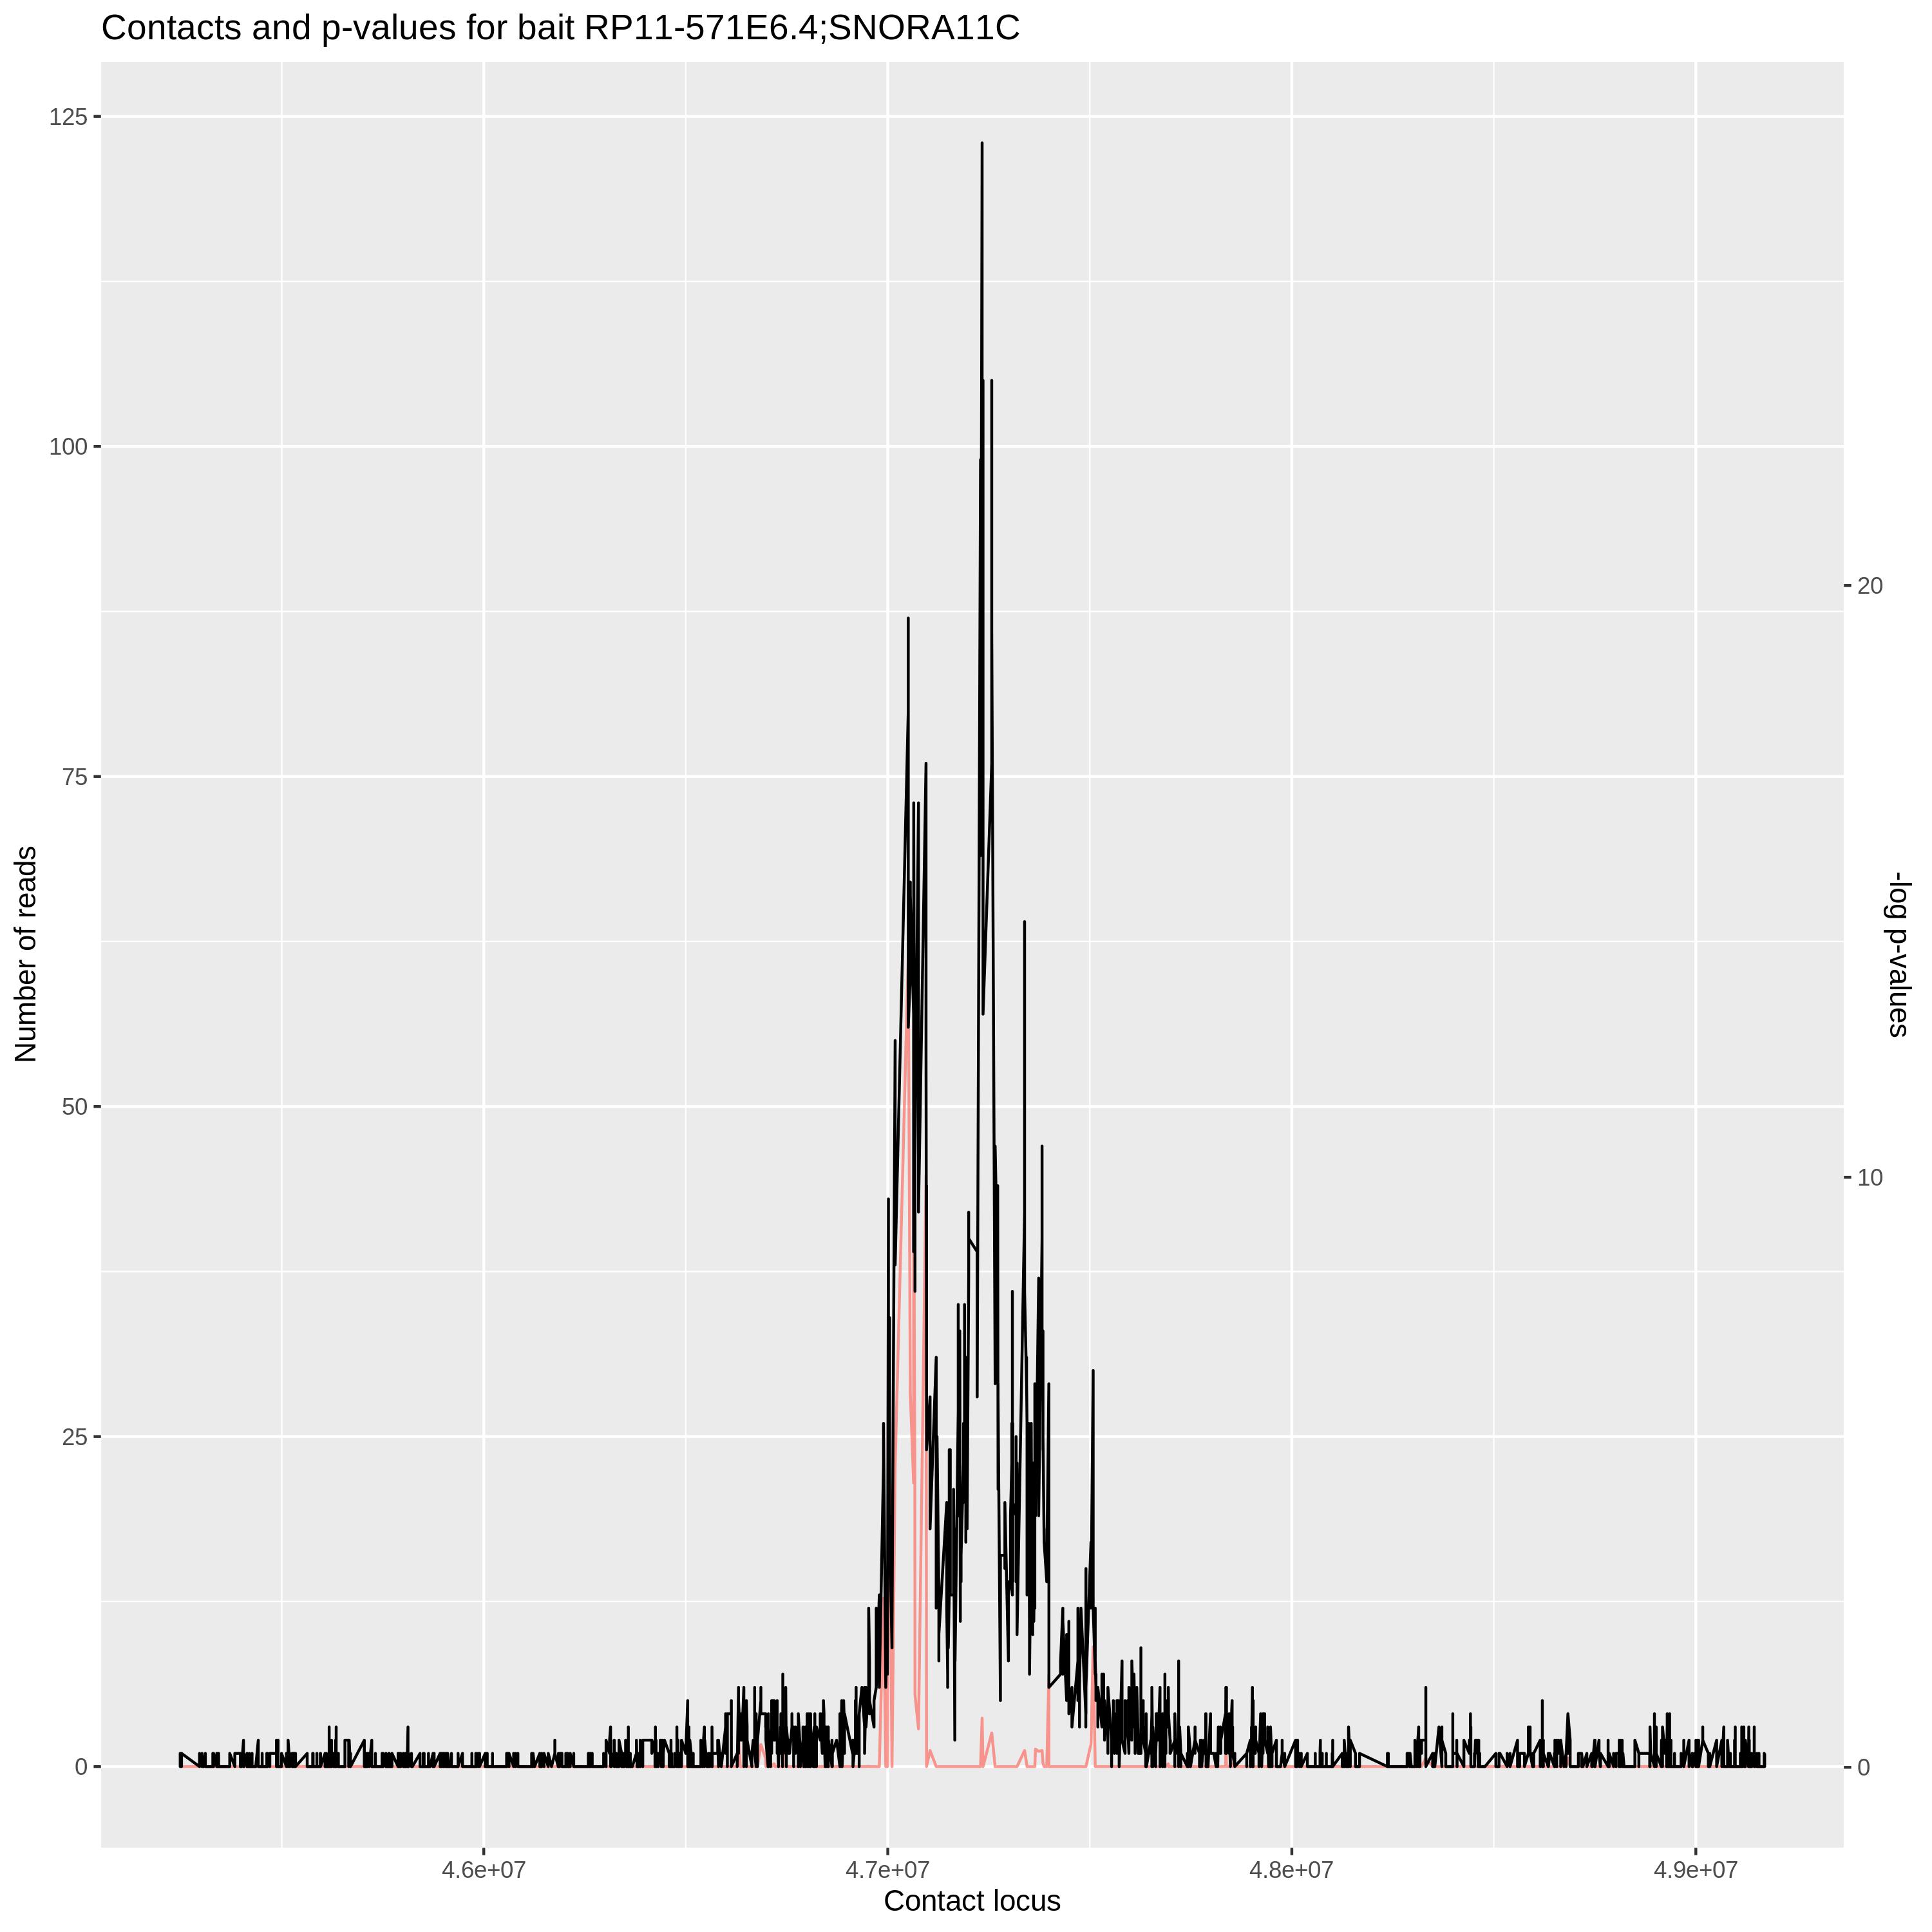 Contacts and p-values for bait RP11-571E6.4;SNORA11C
125
100
75
50
25
0
Number of reads
20
10
0
-log p-values
4.6e+07
4.7e+07
4.8e+07
4.9e+07
Contact locus